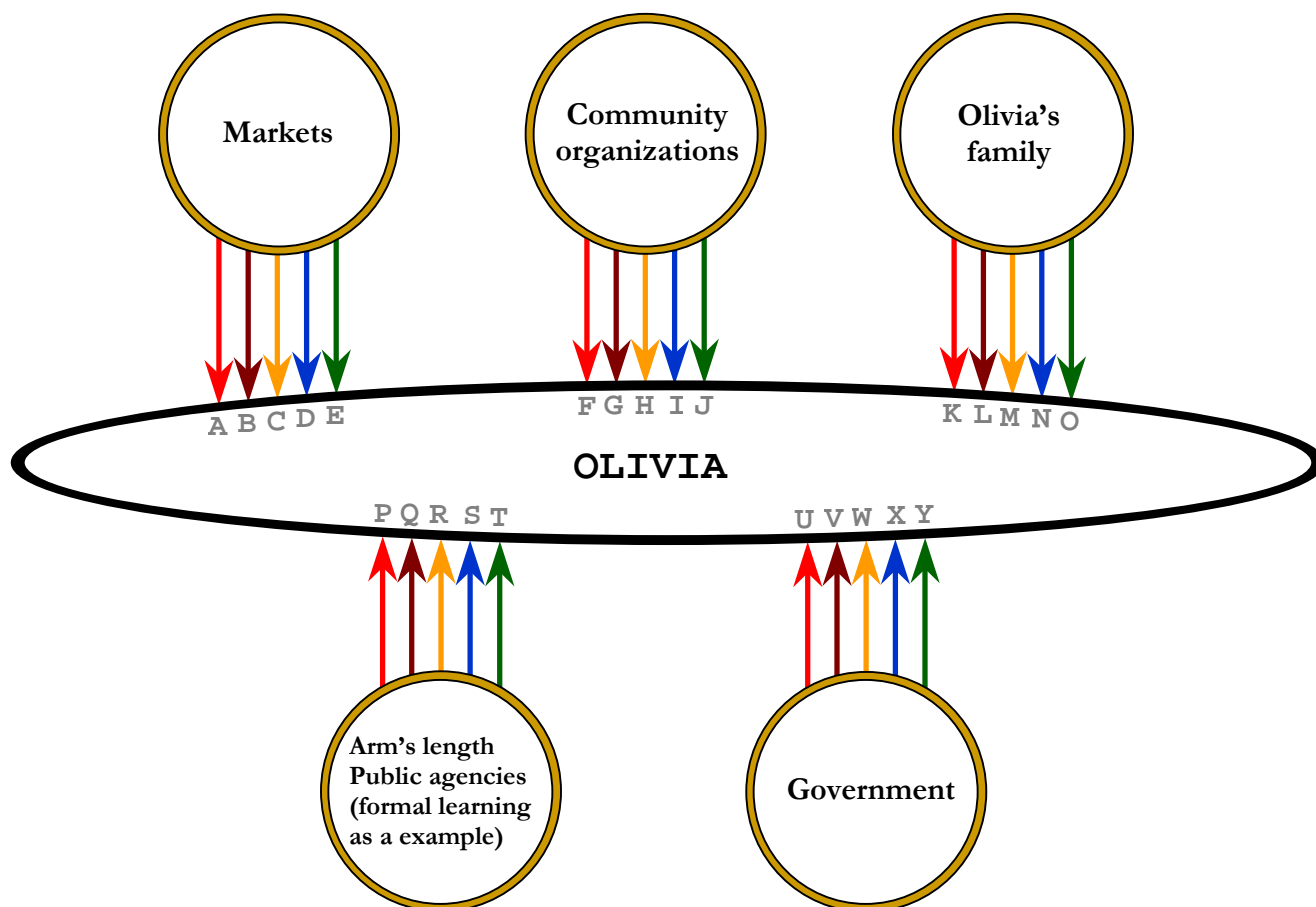 Markets
Community
organizations
Olivia's
family
A B C D E
F G H I J
K L M N O
OLIVIA
P Q R S T
U V W X Y
Arm's length
Public agencies
(formal learning
as a example)
Government